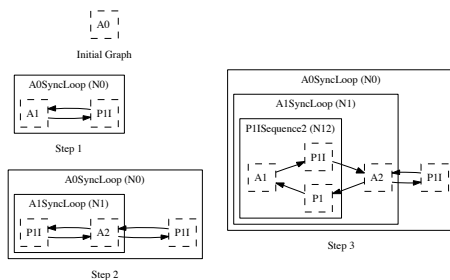 A0
Initial Graph
A0SyncLoop (N0)
A1
P1I
Step 1
A0SyncLoop (N0)
A1SyncLoop (N1)
P1I
A2
P1I
Step 2
A0SyncLoop (N0)
A1SyncLoop (N1)
P1ISequence2 (N12)
P1I
A1
A2
P1I
P1
Step 3